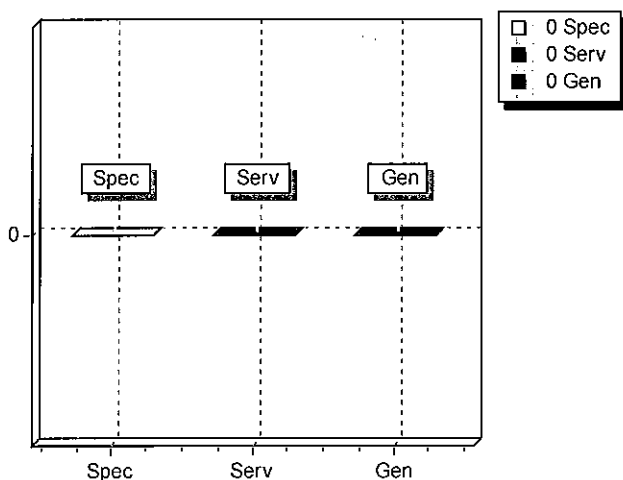 0 Spec
0 Serv
0 Gen
Spec Serv Gen
0
Spec Serv Gen